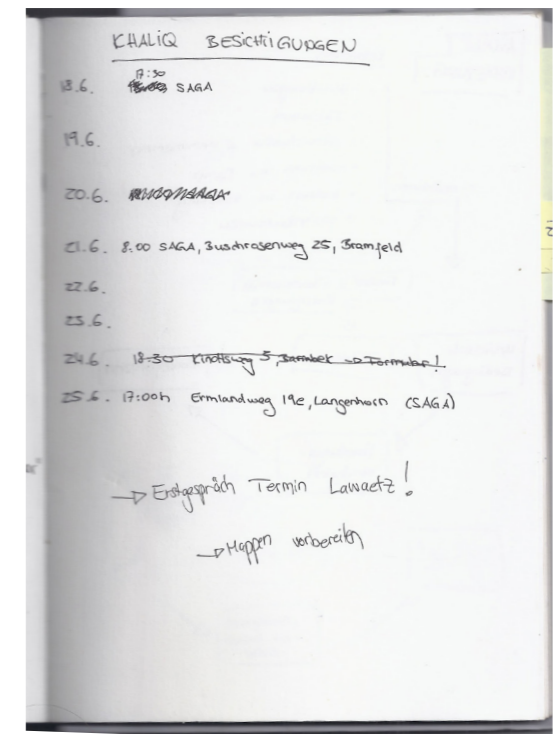 KHALIQ BESICHTIGUNGEN
17:30
18.6. SAGA
19.6.
20.6.
21.6. 8:00 SAGA, Buschrosenweg 25, Bramfeld
22.6.
23.6.
24.6. 18:30 5, Barmbek → Formular!
25.6. 17:00h Ermlandweg 19e, Langenhorn (SAGA)
→ Erstgespräch Termin Lawaetz!
→ Mappen vorbereiten